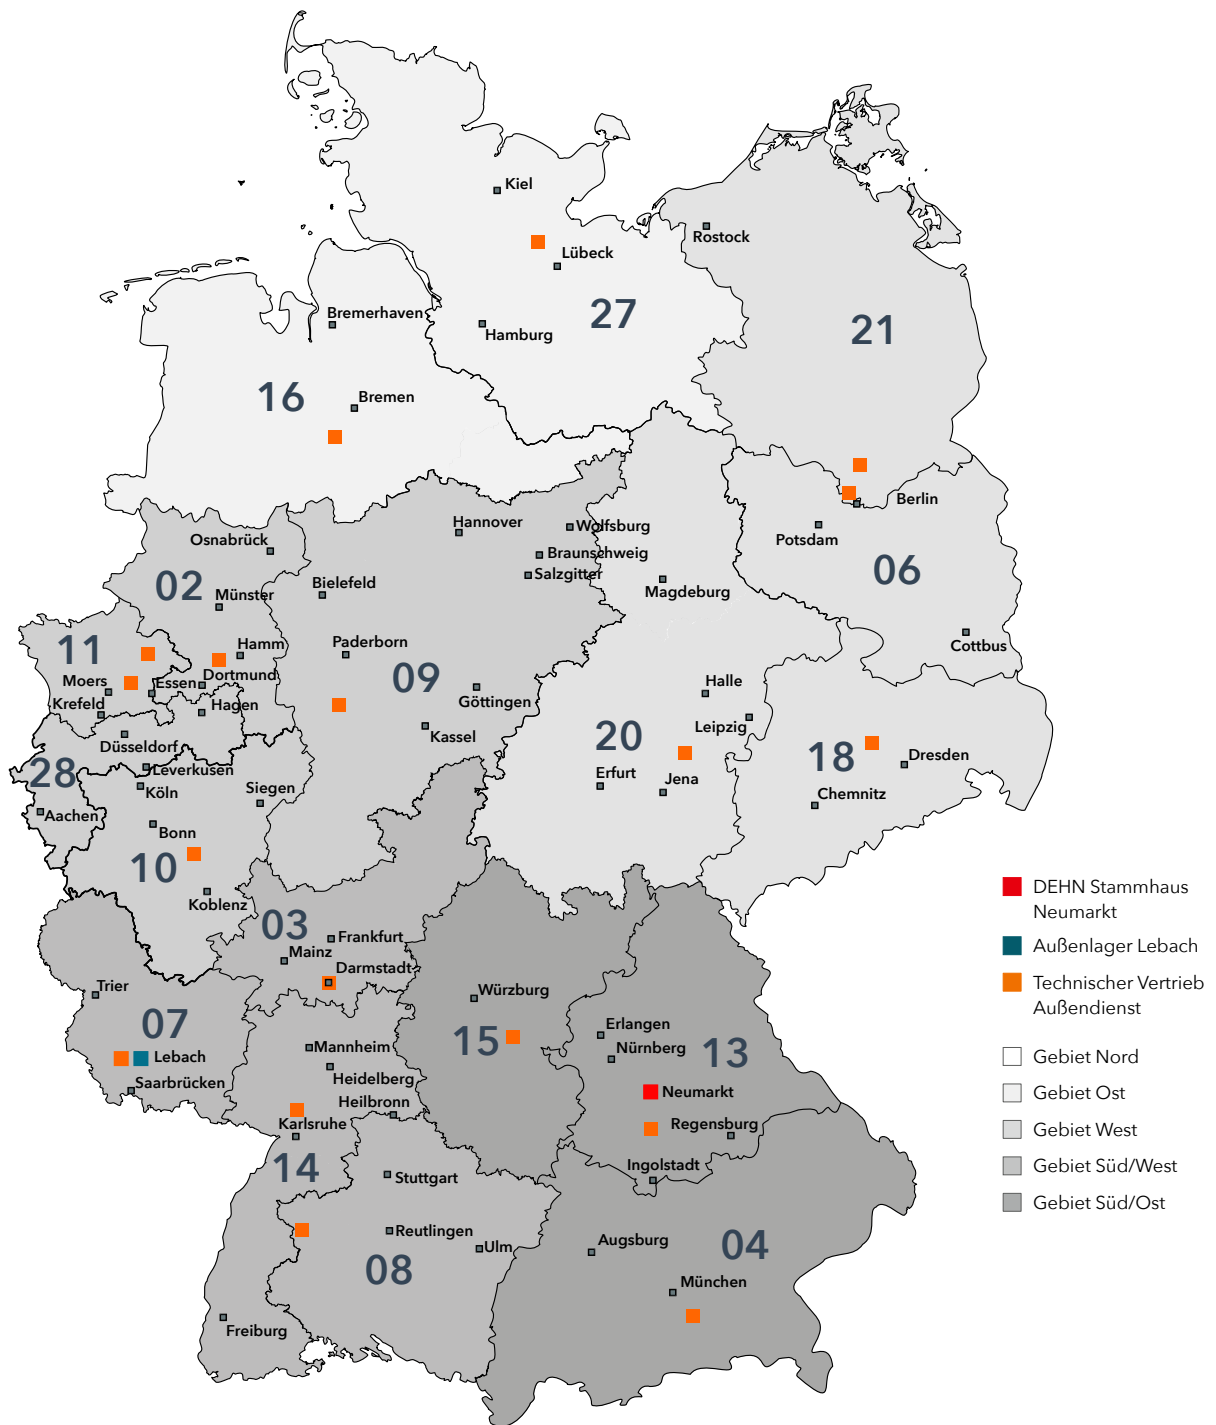 Kiel
Rostock
Lübeck
27
Bremerhaven
Hamburg
21
16
Bremen
Berlin
Hannover
Wolfsburg
Potsdam
Osnabrück
Braunschweig
06
02
Salzgitter
Bielefeld
Münster
Magdeburg
11
Hamm
Paderborn
Cottbus
Moers
Essen
Dortmund
09
Halle
Krefeld
Hagen
Göttingen
Leipzig
Düsseldorf
Kassel
20
18
Dresden
28
Leverkusen
Erfurt
Jena
Köln
Siegen
Chemnitz
Aachen
Bonn
10
Koblenz
03
Frankfurt
Mainz
Darmstadt
Trier
Würzburg
07
15
Erlangen
Nürnberg
13
Lebach
Mannheim
Saarbrücken
Heidelberg
Neumarkt
Heilbronn
Karlsruhe
Regensburg
14
Ingolstadt
Stuttgart
Reutlingen
Ulm
Augsburg
04
08
München
Freiburg
DEHN Stammhaus
Neumarkt
Außenlager Lebach
Technischer Vertrieb
Außendienst
Gebiet Nord
Gebiet Ost
Gebiet West
Gebiet Süd/West
Gebiet Süd/Ost